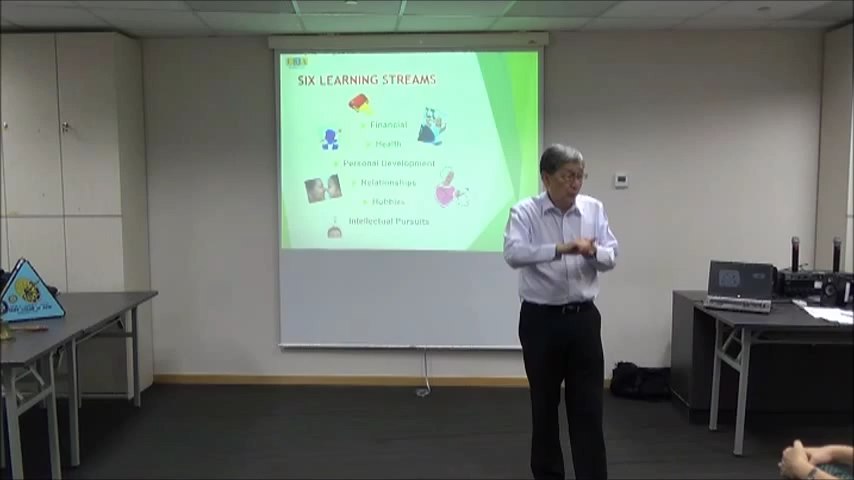 SIX LEARNING STREAMS
Financial
Health
Personal Development
Relationships
Hobbies
Intellectual Pursuits